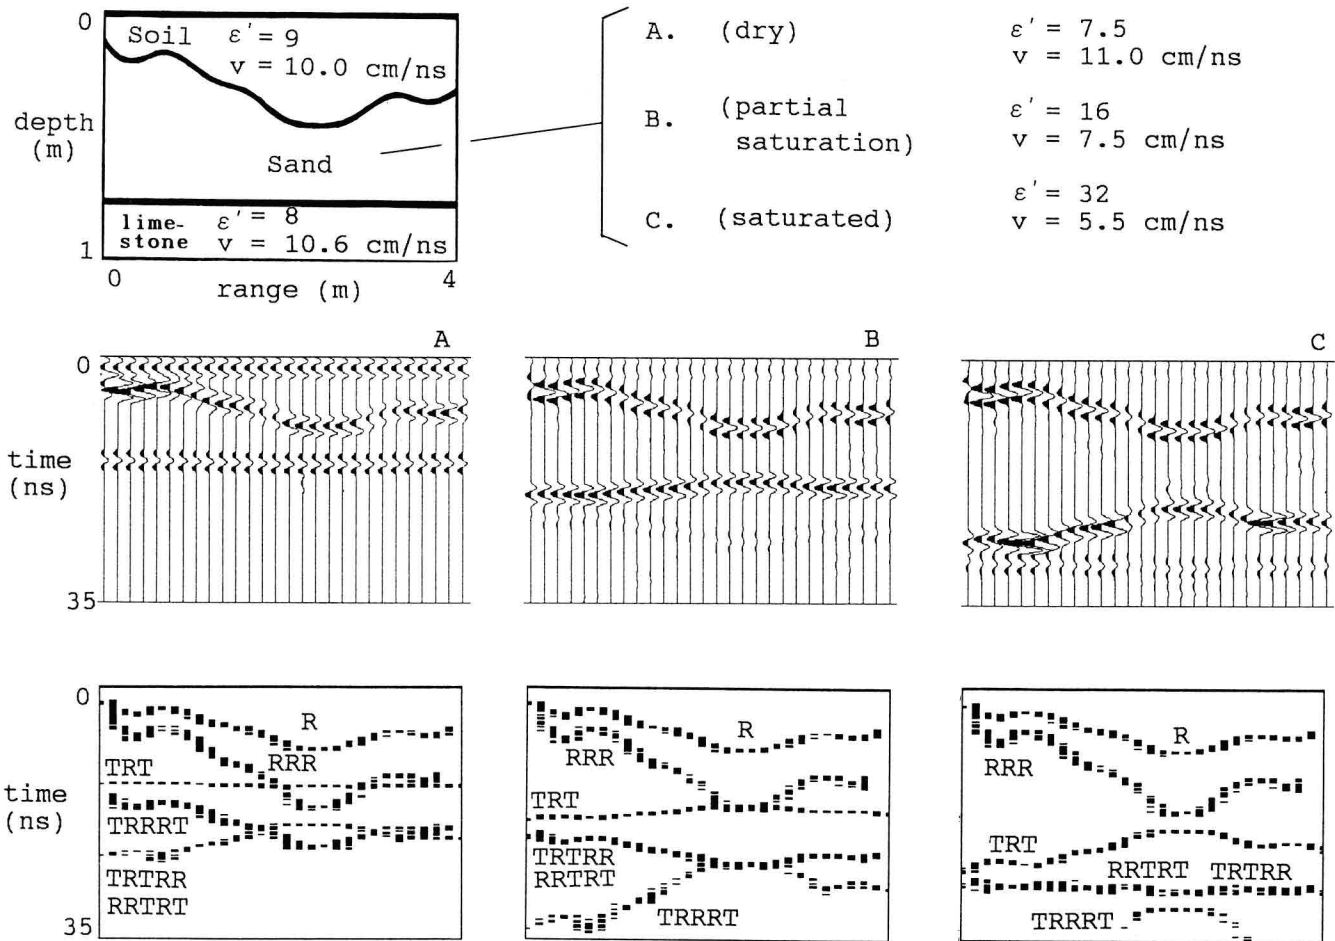 0
Soil ε' = 9
v = 10.0 cm/ns
depth
(m)
Sand
lime-
stone
ε' = 8
v = 10.6 cm/ns
1
0
4
range (m)
A. (dry)
ε' = 7.5
v = 11.0 cm/ns
B. (partial
saturation)
ε' = 16
v = 7.5 cm/ns
C. (saturated)
ε' = 32
v = 5.5 cm/ns
A
B
C
0
time
(ns)
35
0
time
(ns)
35
R
RRR
TRT
TRRRT
TRTRR
RRTRT
R
RRR
TRT
TRTRR
RRTRT
TRRRT
R
RRR
TRT
RRTRT
TRTRR
TRRRT